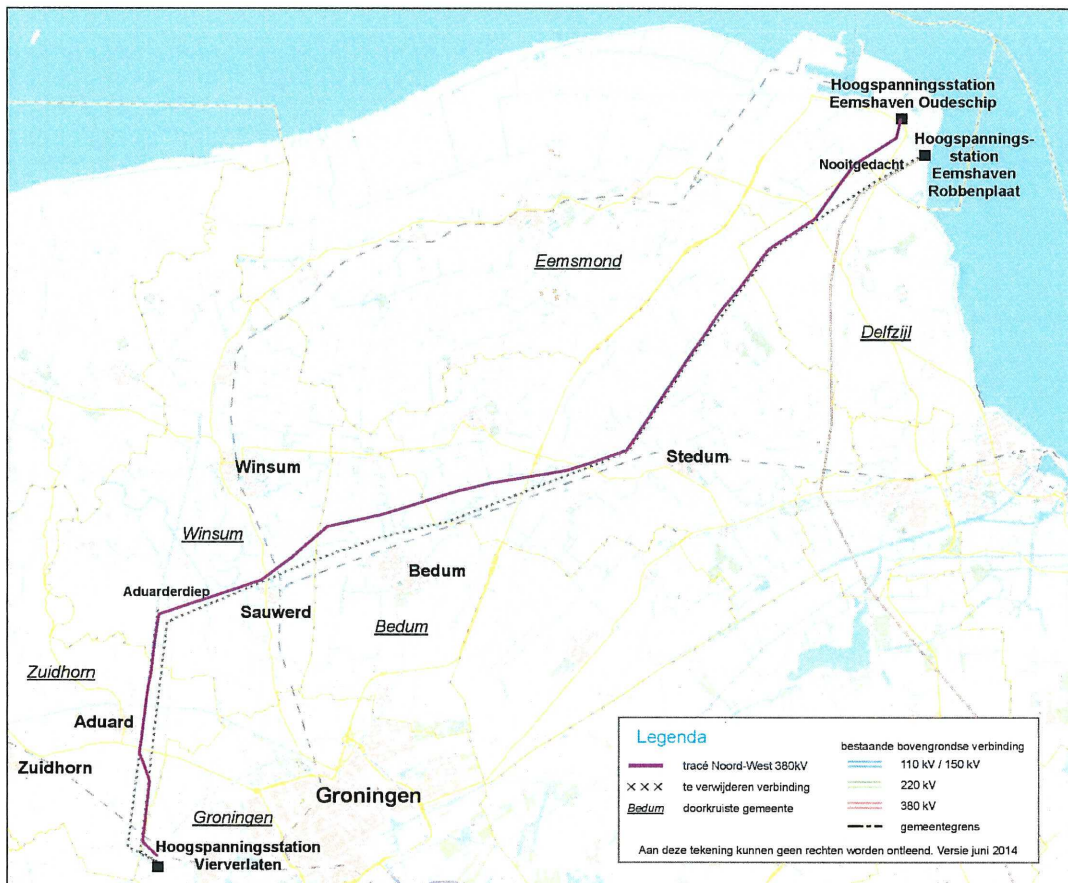 Hoogspanningsstation
Eemshaven Oudeschip
Hoogspannings-
station
Eemshaven
Robbenplaat
Nooitgedacht
Eemsmond
Delfzijl
Winsum
Stedum
Winsum
Bedum
Aduarderdiep
Sauwerd
Bedum
Zuidhorn
Aduard
Zuidhorn
Groningen
Groningen
Hoogspanningsstation
Vierverlaten
Legenda
tracé Noord-West 380kV
te verwijderen verbinding
Bedum doorkruiste gemeente
bestaande bovengrondse verbinding
110 kV / 150 kV
220 kV
380 kV
gemeentegrens
Aan deze tekening kunnen geen rechten worden ontleend. Versie juni 2014